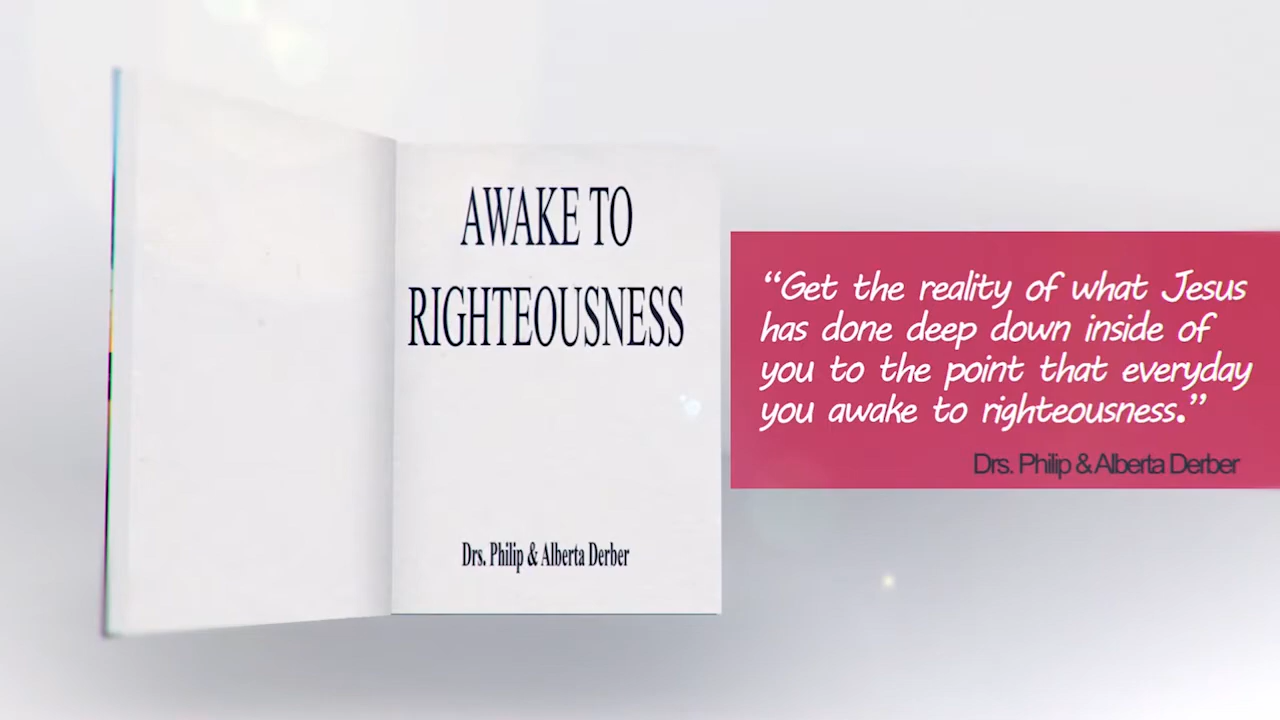 AWAKE TO
RIGHTEOUSNESS
Drs. Philip & Alberta Derber
“Get the reality of what Jesus
has done deep down inside of
you to the point that everyday
you awake to righteousness.”
Drs. Philip & Alberta Derber